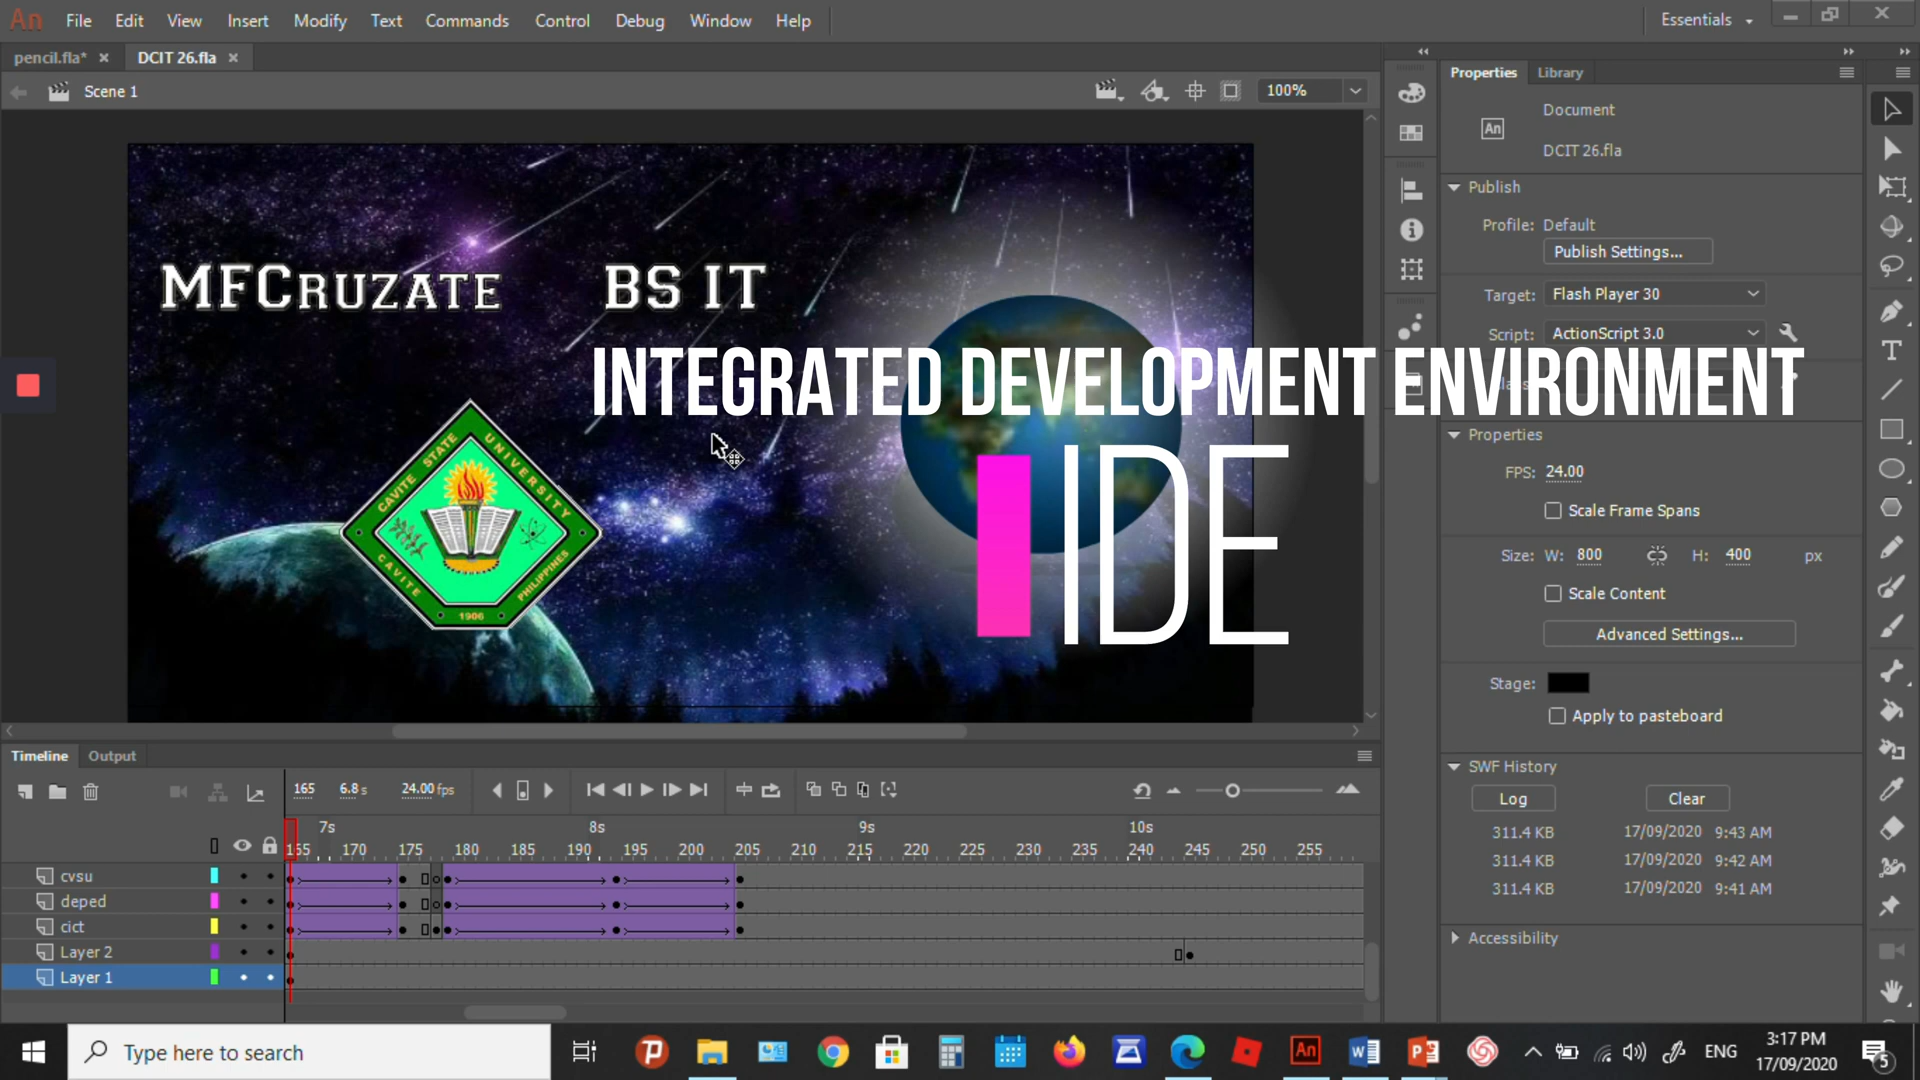 An File Edit View Insert Modify Text Commands Control Debug Window Help Essentials
pencil.fla* × DCIT 26.fla ×
Scene 1 100%
Properties Library
Document
An
DCIT 26.fla
Publish
Profile: Default
Publish Settings...
Target: Flash Player 30
Script: ActionScript 3.0
MFCRUZATE BS IT
INTEGRATED DEVELOPMENT ENVIRONMENT
IDE
CAVITE STATE UNIVERSITY
CAVITE PHILIPPINES
1906
Properties
FPS: 24.00
Scale Frame Spans
Size: W: 800 H: 400 px
Scale Content
Advanced Settings...
Stage:
Apply to pasteboard
SWF History
Log Clear
311.4 KB 17/09/2020 9:43 AM
311.4 KB 17/09/2020 9:42 AM
311.4 KB 17/09/2020 9:41 AM
Accessibility
Timeline Output
165 6.8 s 24.00 fps
7s 8s 9s 10s
165 170 175 180 185 190 195 200 205 210 215 220 225 230 235 240 245 250 255
cvsu
deped
cict
Layer 2
Layer 1
Type here to search
An
ENG
3:17 PM
17/09/2020
5